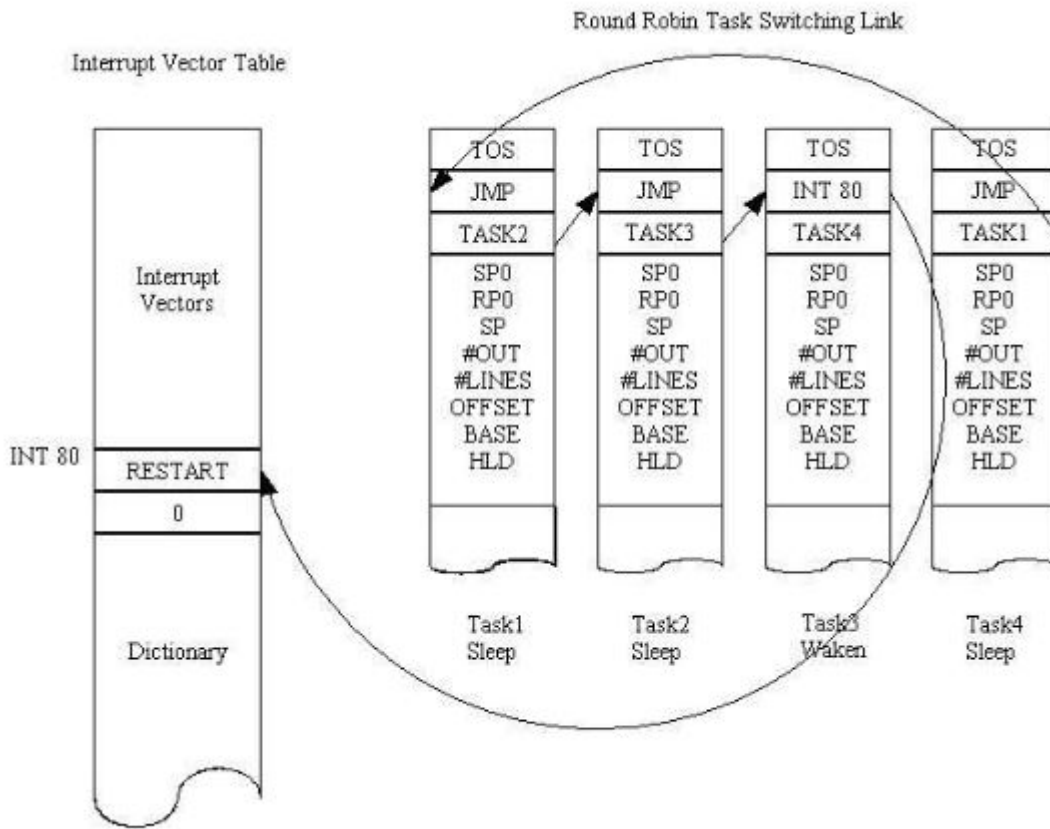 Round Robin Task Switching Link
Interrupt Vector Table
Interrupt
Vectors
INT 80
RESTART
0
Dictionary
TOS
JMP
TASK2
SP0
RP0
SP
#OUT
#LINES
OFFSET
BASE
HLD
Task1
Sleep
TOS
JMP
TASK3
SP0
RP0
SP
#OUT
#LINES
OFFSET
BASE
HLD
Task2
Sleep
TOS
INT 80
TASK4
SP0
RP0
SP
#OUT
#LINES
OFFSET
BASE
HLD
Task3
Waken
TOS
JMP
TASK1
SP0
RP0
SP
#OUT
#LINES
OFFSET
BASE
HLD
Task4
Sleep